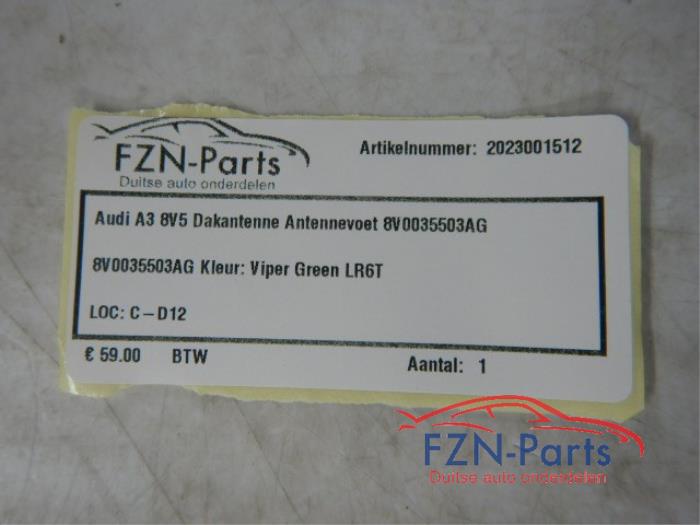 FZN-Parts
Duitse auto onderdelen
Artikelnummer: 2023001512
Audi A3 8V5 Dakantenne Antennevoet 8V0035503AG
8V0035503AG Kleur: Viper Green LR6T
LOC: C-D12
€ 59.00 BTW
Aantal: 1
FZN-Parts
Duitse auto onderdelen